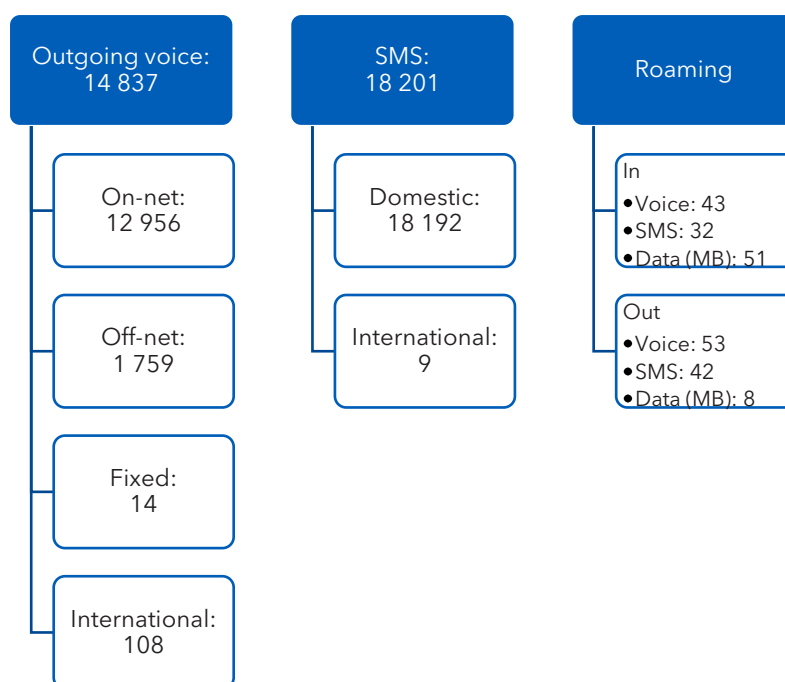 Outgoing voice:
14 837
On-net:
12 956
Off-net:
1 759
Fixed:
14
International:
108
SMS:
18 201
Domestic:
18 192
International:
9
Roaming
In
•Voice: 43
•SMS: 32
•Data (MB): 51
Out
•Voice: 53
•SMS: 42
•Data (MB): 8